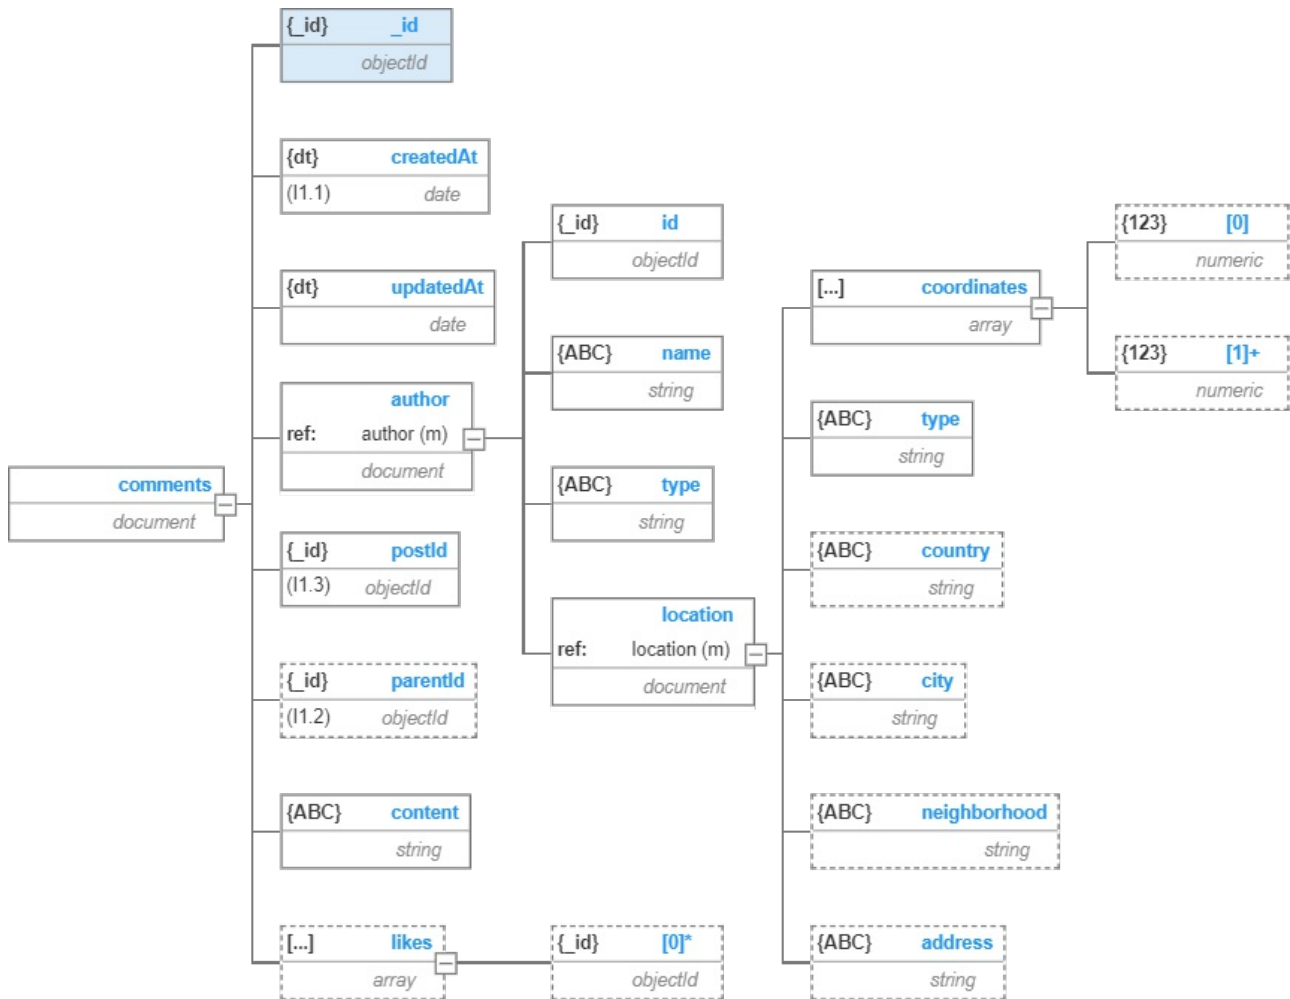 {_id} _id
objectId
{dt} createdAt
(I1.1) date
{dt} updatedAt
date
author
ref: author (m)
document
comments
document
{_id} postId
(I1.3) objectId
{_id} parentId
(I1.2) objectId
{ABC} content
string
[...] likes
array
{_id} id
objectId
{ABC} name
string
{ABC} type
string
location
ref: location (m)
document
{_id} [0]*
objectId
[...] coordinates
array
{ABC} type
string
{ABC} country
string
{ABC} city
string
{ABC} neighborhood
string
{ABC} address
string
{123} [0]
numeric
{123} [1]+
numeric